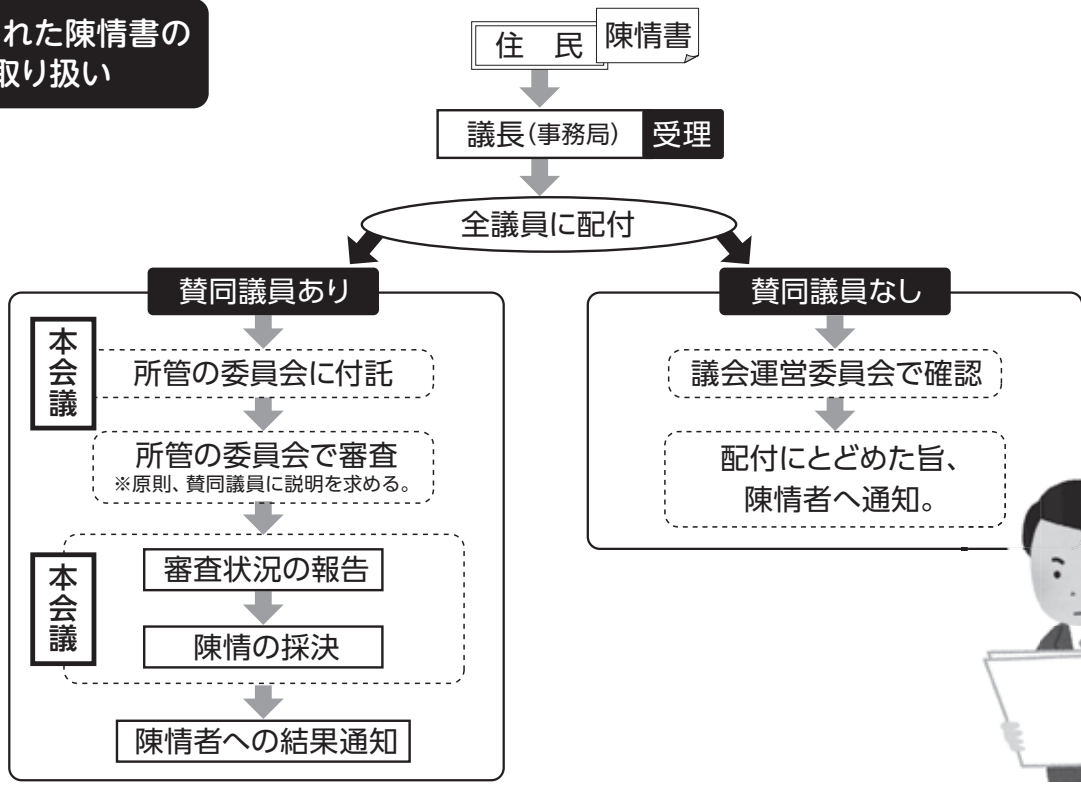 れた陳情書の
取り扱い
住　民
陳情書
議長(事務局)
受理
全議員に配付
賛同議員あり
本会議
所管の委員会に付託
所管の委員会で審査
※原則、賛同議員に説明を求める。
本会議
審査状況の報告
陳情の採決
陳情者への結果通知
賛同議員なし
議会運営委員会で確認
配付にとどめた旨、
陳情者へ通知。